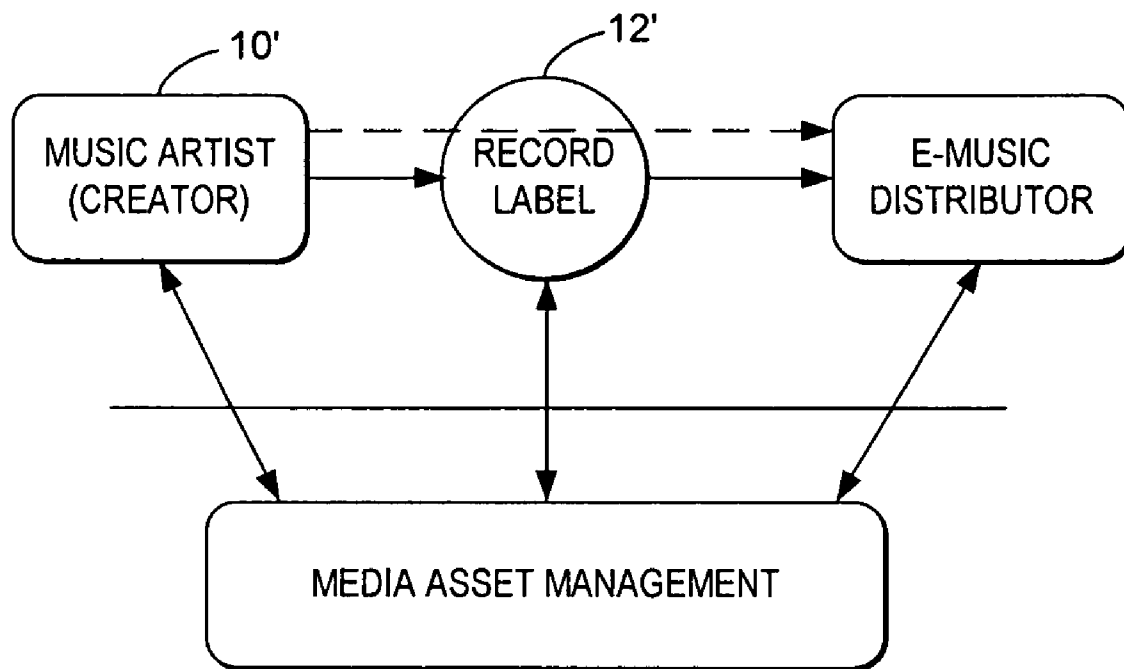 10'
12'
MUSIC ARTIST
(CREATOR)
RECORD
LABEL
E-MUSIC
DISTRIBUTOR
MEDIA ASSET MANAGEMENT